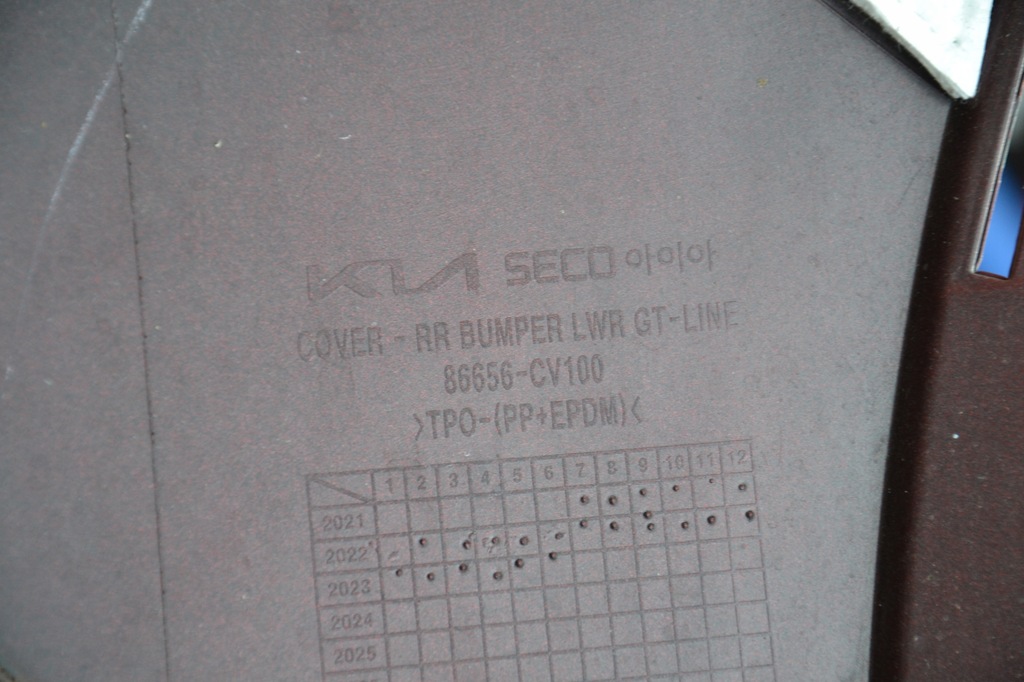 KIA SECO 아이아
COVER - RR BUMPER LWR GT-LINE
86656-CV100
>TPO-(PP+EPDM)<
1 2 3 4 5 6 7 8 9 10 11 12
2021
2022
2023
2024
2025